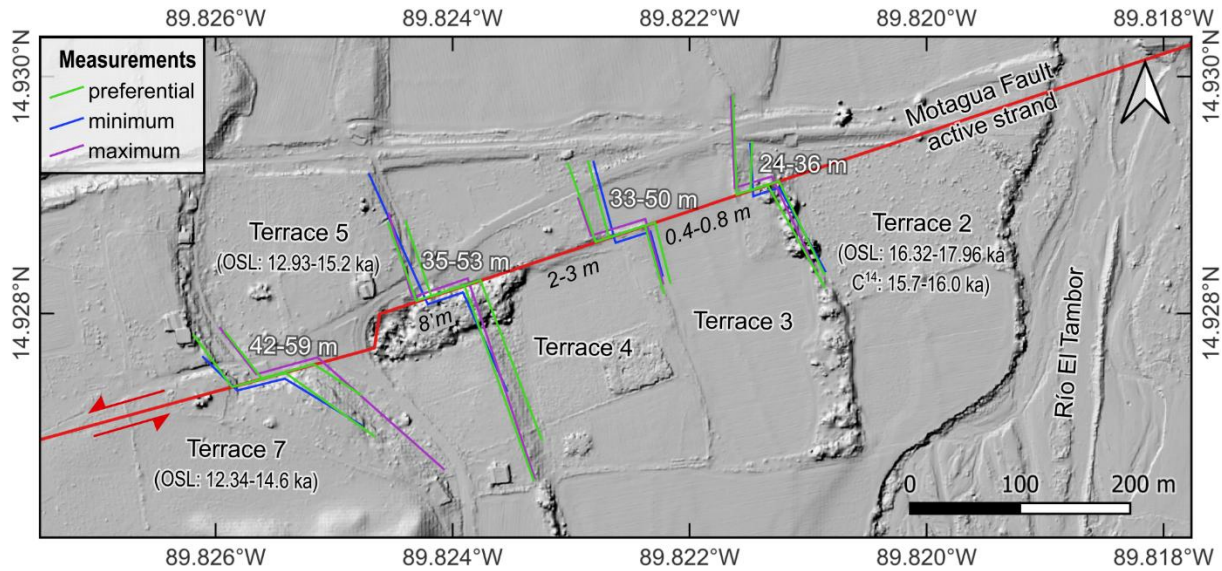 89.826°W
89.824°W
89.822°W
89.820°W
89.818°W
14.930°N
14.930°N
Measurements
preferential
minimum
maximum
Motagua Fault
active strand
24-36 m
33-50 m
0.4-0.8 m
Terrace 5
(OSL: 12.93-15.2 ka)
35-53 m
2-3 m
Terrace 2
(OSL: 16.32-17.96 ka
C¹⁴: 15.7-16.0 ka)
14.928°N
14.928°N
8 m
Terrace 3
Terrace 4
42-59 m
Río El Tambor
Terrace 7
(OSL: 12.34-14.6 ka)
0 100 200 m
89.826°W
89.824°W
89.822°W
89.820°W
89.818°W